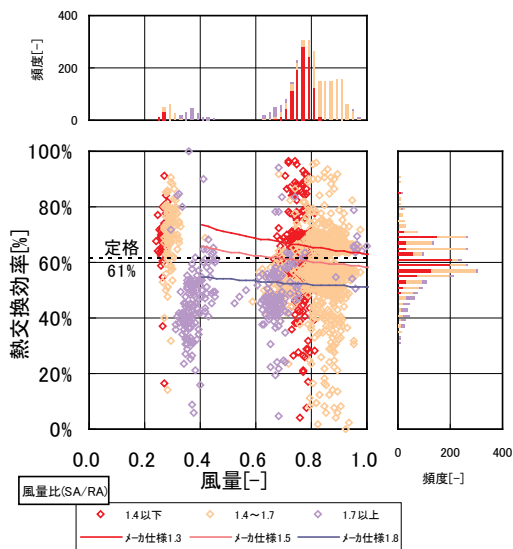 400
200
0
頻度[-]
100%
80%
60%
40%
20%
0%
熱交換効率[%]
定格
61%
0.0
0.2
0.4
0.6
0.8
1.0
風量[-]
0
200
400
頻度[-]
風量比(SA/RA)
1.4以下
1.4～1.7
1.7以上
ﾒｰｶ仕様1.3
ﾒｰｶ仕様1.5
ﾒｰｶ仕様1.8